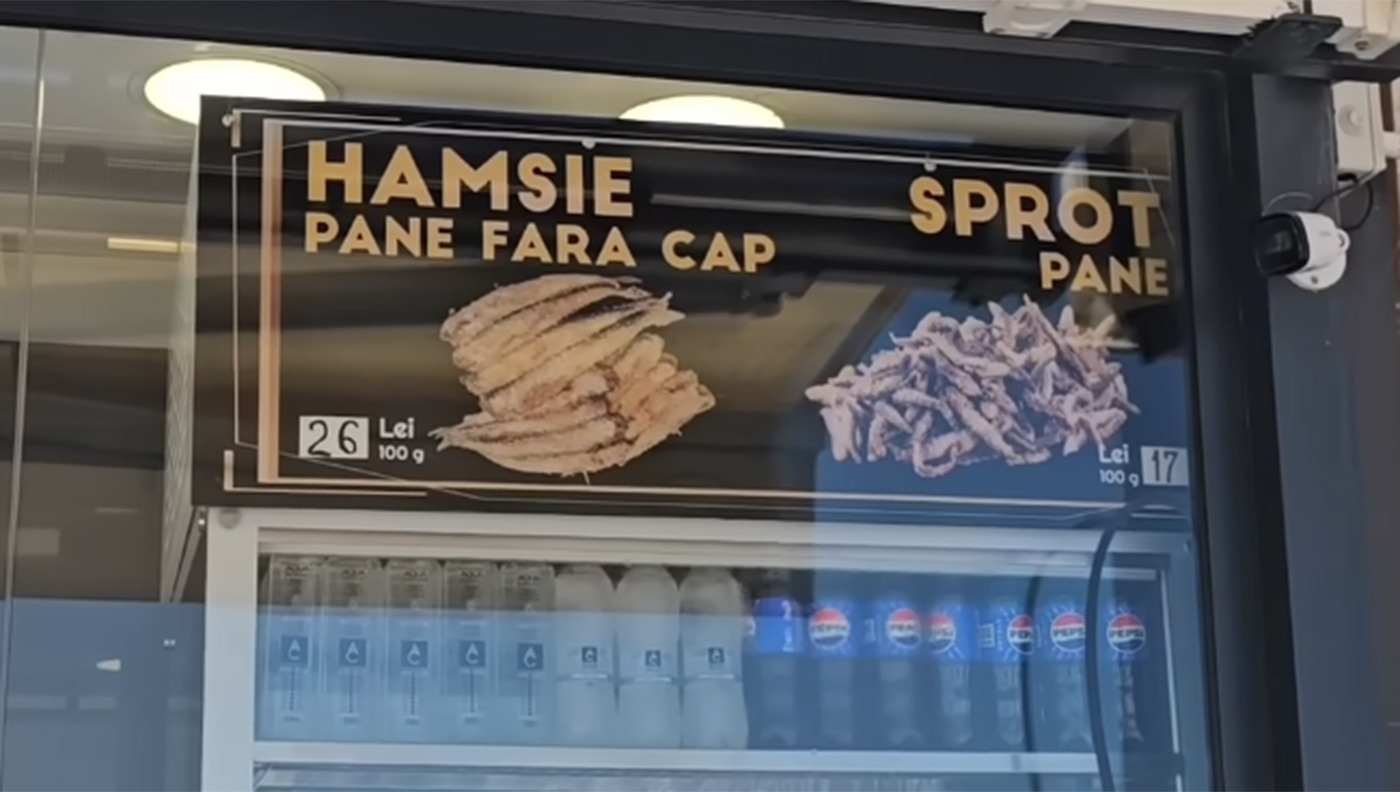 HAMSIE
PANE FARA CAP
26 Lei
100 g
SPROT
PANE
Lei
100 g 17
PEPSI
PEPSI
PEPSI
PEPSI
PEPSI
PEPSI